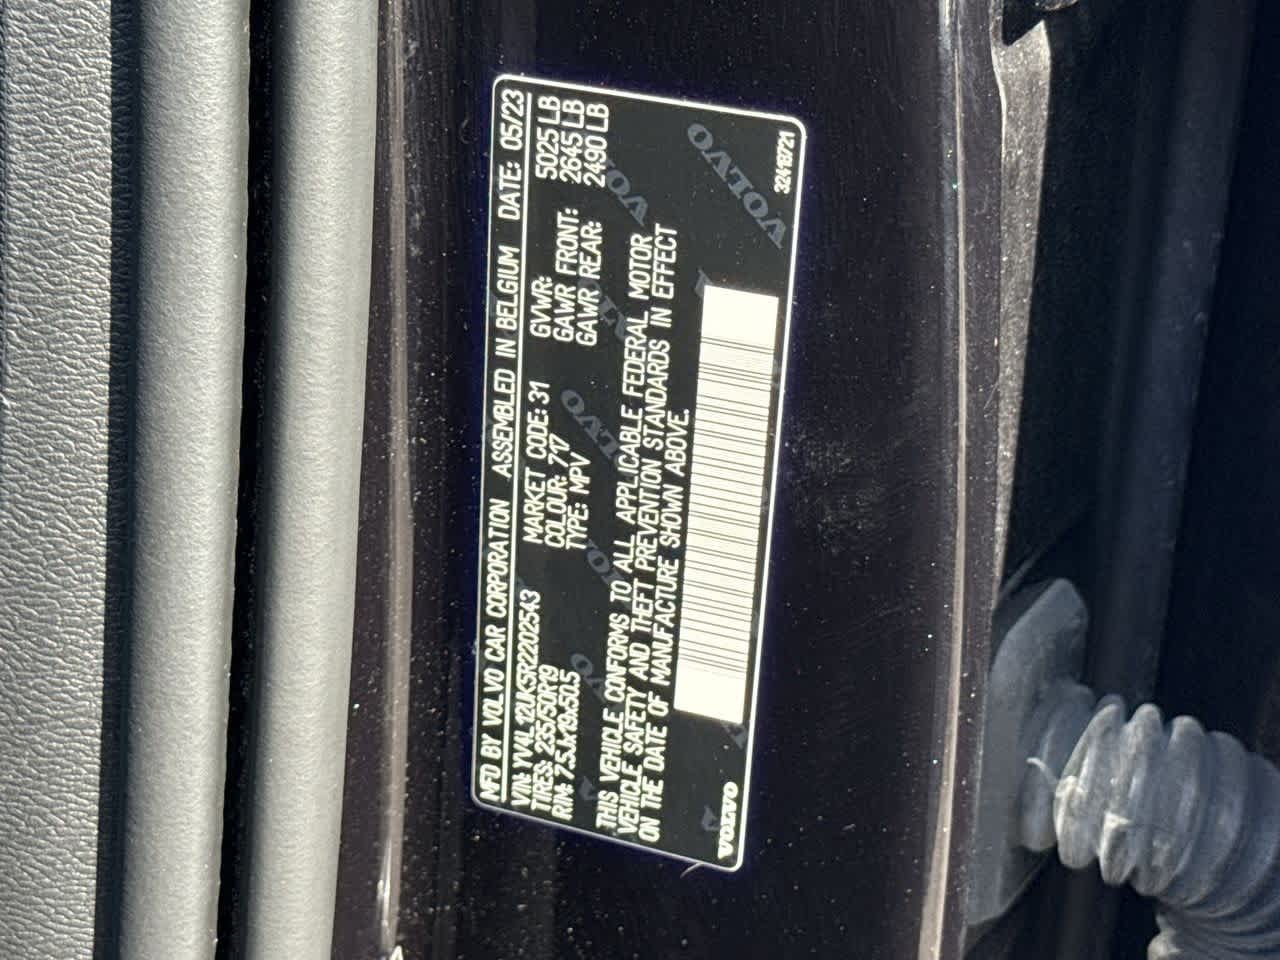 MFD BY VOLVO CAR CORPORATION ASSEMBLED IN BELGIUM DATE: 05/23
VIN: YV4L12UK5R2202543 MARKET CODE: 31 GVWR: 5025 LB
TIRES: 235/50R19 COLOUR: 717 GAWR FRONT: 2645 LB
RIM: 7.5Jx19x50.5 TYPE: MPV GAWR REAR: 2490 LB
THIS VEHICLE CONFORMS TO ALL APPLICABLE FEDERAL MOTOR
VEHICLE SAFETY AND THEFT PREVENTION STANDARDS IN EFFECT
ON THE DATE OF MANUFACTURE SHOWN ABOVE.
VOLVO 32418721